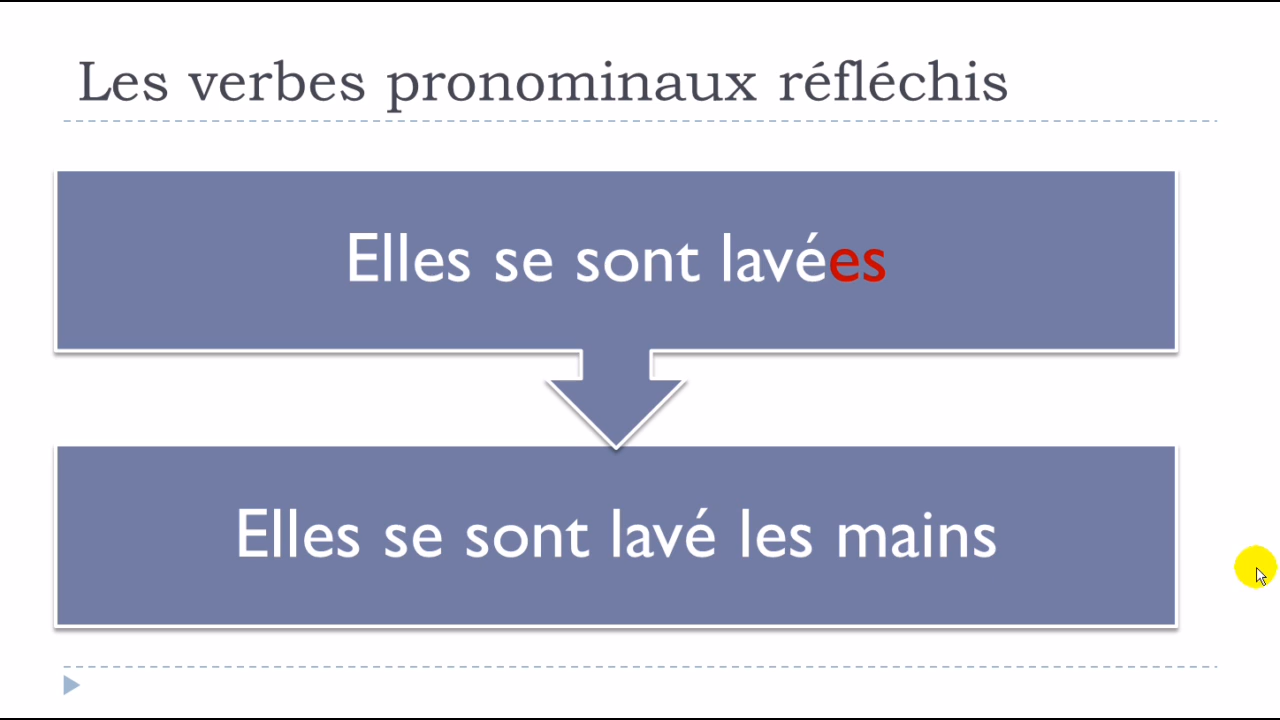 Les verbes pronominaux réfléchis
Elles se sont lavées
Elles se sont lavé les mains